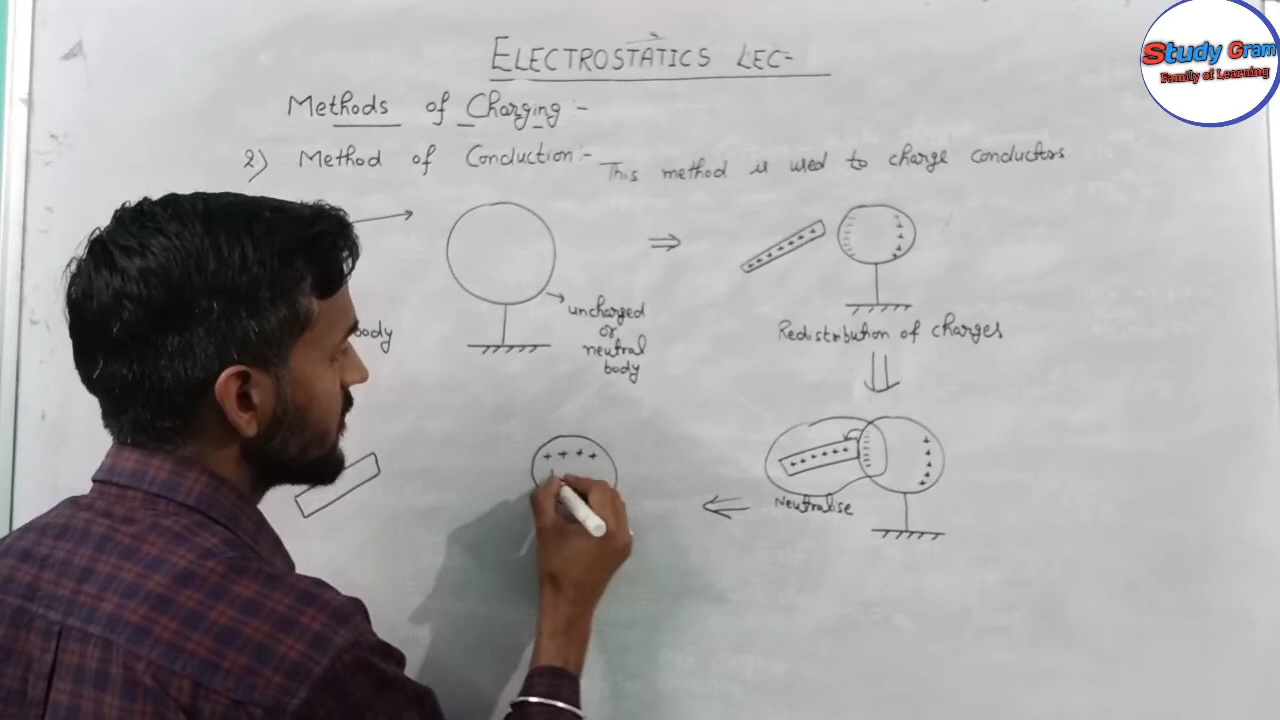 ELECTROSTATICS LEC-
Study Gram
Family of Learning
Methods of Charging :-
2) Method of Conduction :- This method is used to charge conductors
body
uncharged
or
neutral
body
Redistribution of charges
Neutralise